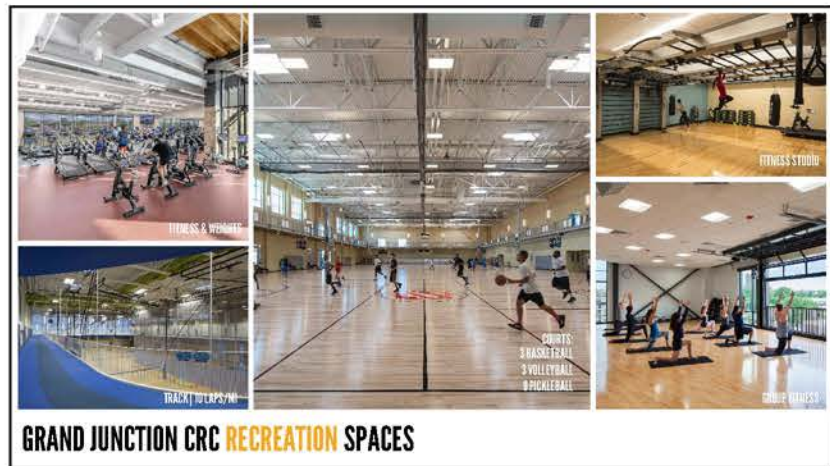 FITNESS & WEIGHTS
TRACK | 10 LAPS/MI
COURTS:
3 BASKETBALL
3 VOLLEYBALL
9 PICKLEBALL
FITNESS STUDIO
GROUP FITNESS
GRAND JUNCTION CRC RECREATION SPACES